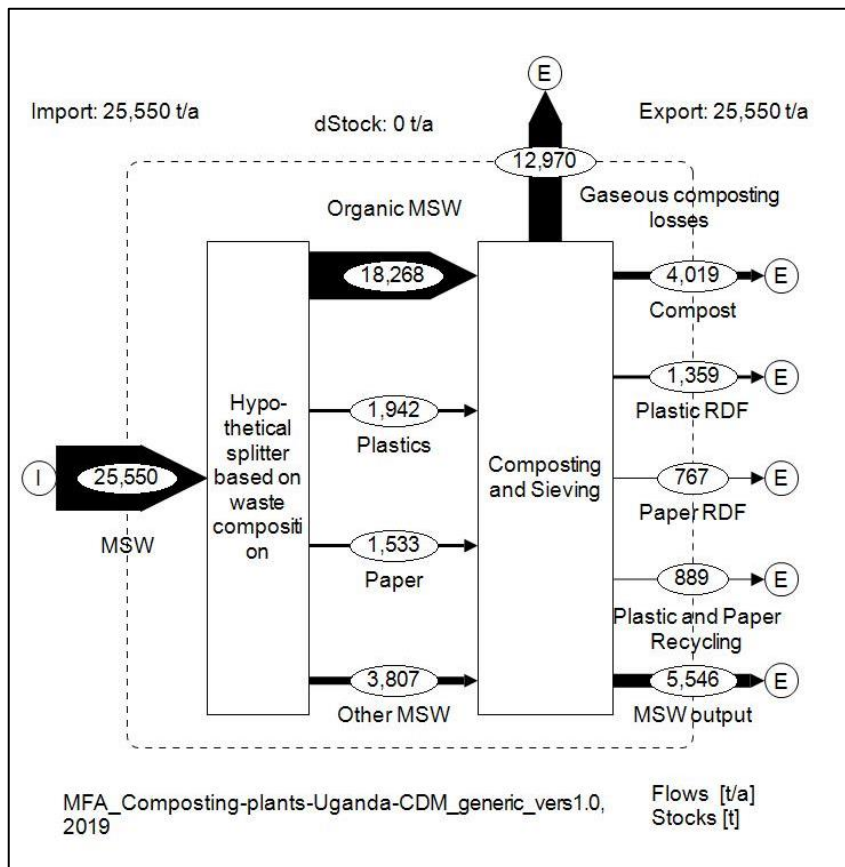 E
Import: 25,550 t/a
dStock: 0 t/a
Export: 25,550 t/a
12,970
Organic MSW
Gaseous composting
losses
18,268
4,019
E
Compost
1,359
E
Plastic RDF
Hypo-
thetical
splitter
based on
waste
compositi
on
1,942
Plastics
Composting
and Sieving
I
25,550
MSW
767
E
Paper RDF
1,533
Paper
889
E
Plastic and Paper
Recycling
3,807
Other MSW
5,546
E
MSW output
MFA_Composting-plants-Uganda-CDM_generic_vers1.0,
2019
Flows [t/a]
Stocks [t]